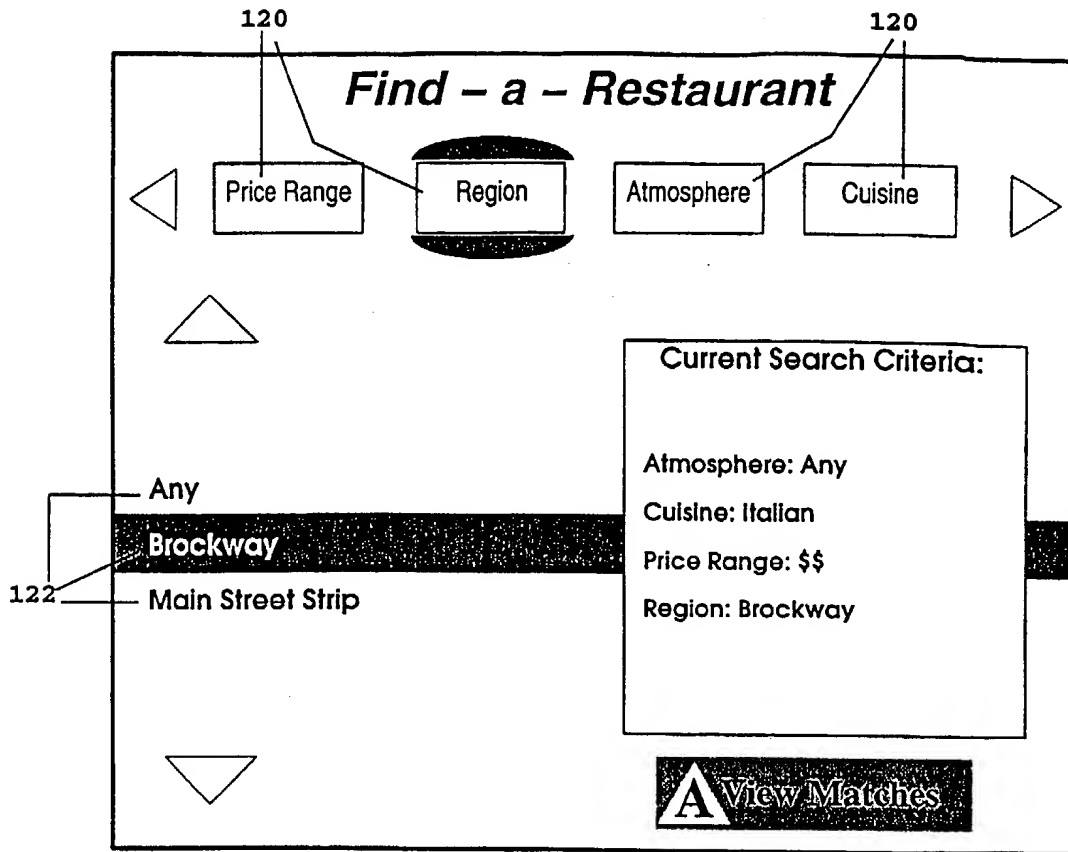 120 120
Find – a – Restaurant
Price Range Region Atmosphere Cuisine
Current Search Criteria:
Atmosphere: Any
Any
Cuisine: Italian
Brockway
Price Range: $$
122
Main Street Strip
Region: Brockway
A View Matches